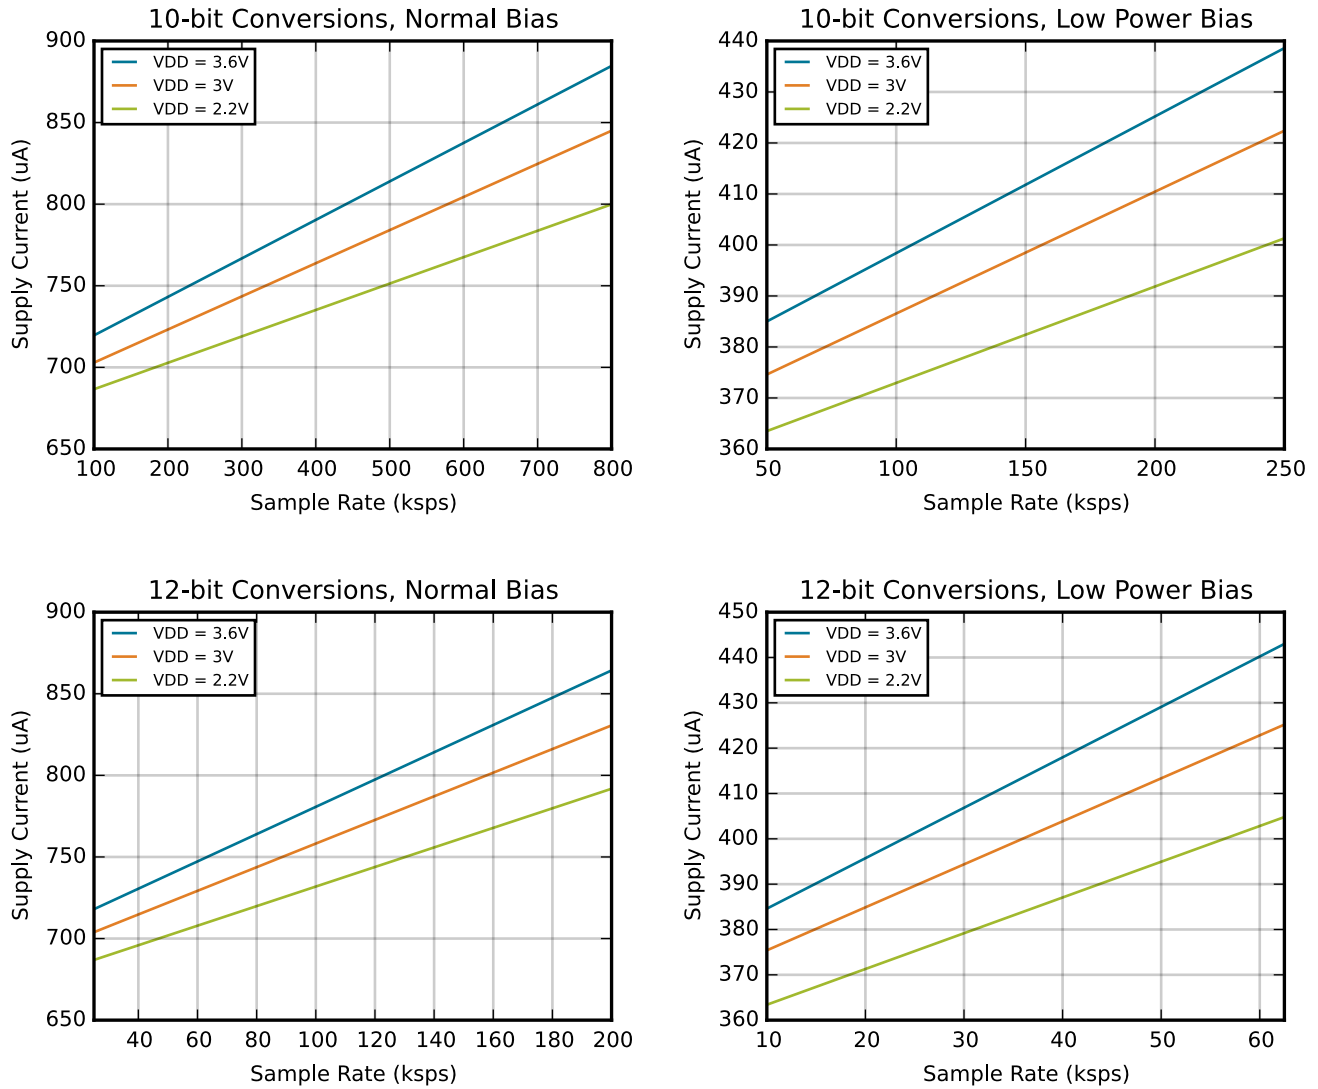 10-bit Conversions, Normal Bias
900
850
800
750
700
650
Supply Current (uA)
VDD = 3.6V
VDD = 3V
VDD = 2.2V
100 200 300 400 500 600 700 800
Sample Rate (ksps)
10-bit Conversions, Low Power Bias
440
430
420
410
400
390
380
370
360
Supply Current (uA)
VDD = 3.6V
VDD = 3V
VDD = 2.2V
50 100 150 200 250
Sample Rate (ksps)
12-bit Conversions, Normal Bias
900
850
800
750
700
650
Supply Current (uA)
VDD = 3.6V
VDD = 3V
VDD = 2.2V
40 60 80 100 120 140 160 180 200
Sample Rate (ksps)
12-bit Conversions, Low Power Bias
450
440
430
420
410
400
390
380
370
360
Supply Current (uA)
VDD = 3.6V
VDD = 3V
VDD = 2.2V
10 20 30 40 50 60
Sample Rate (ksps)